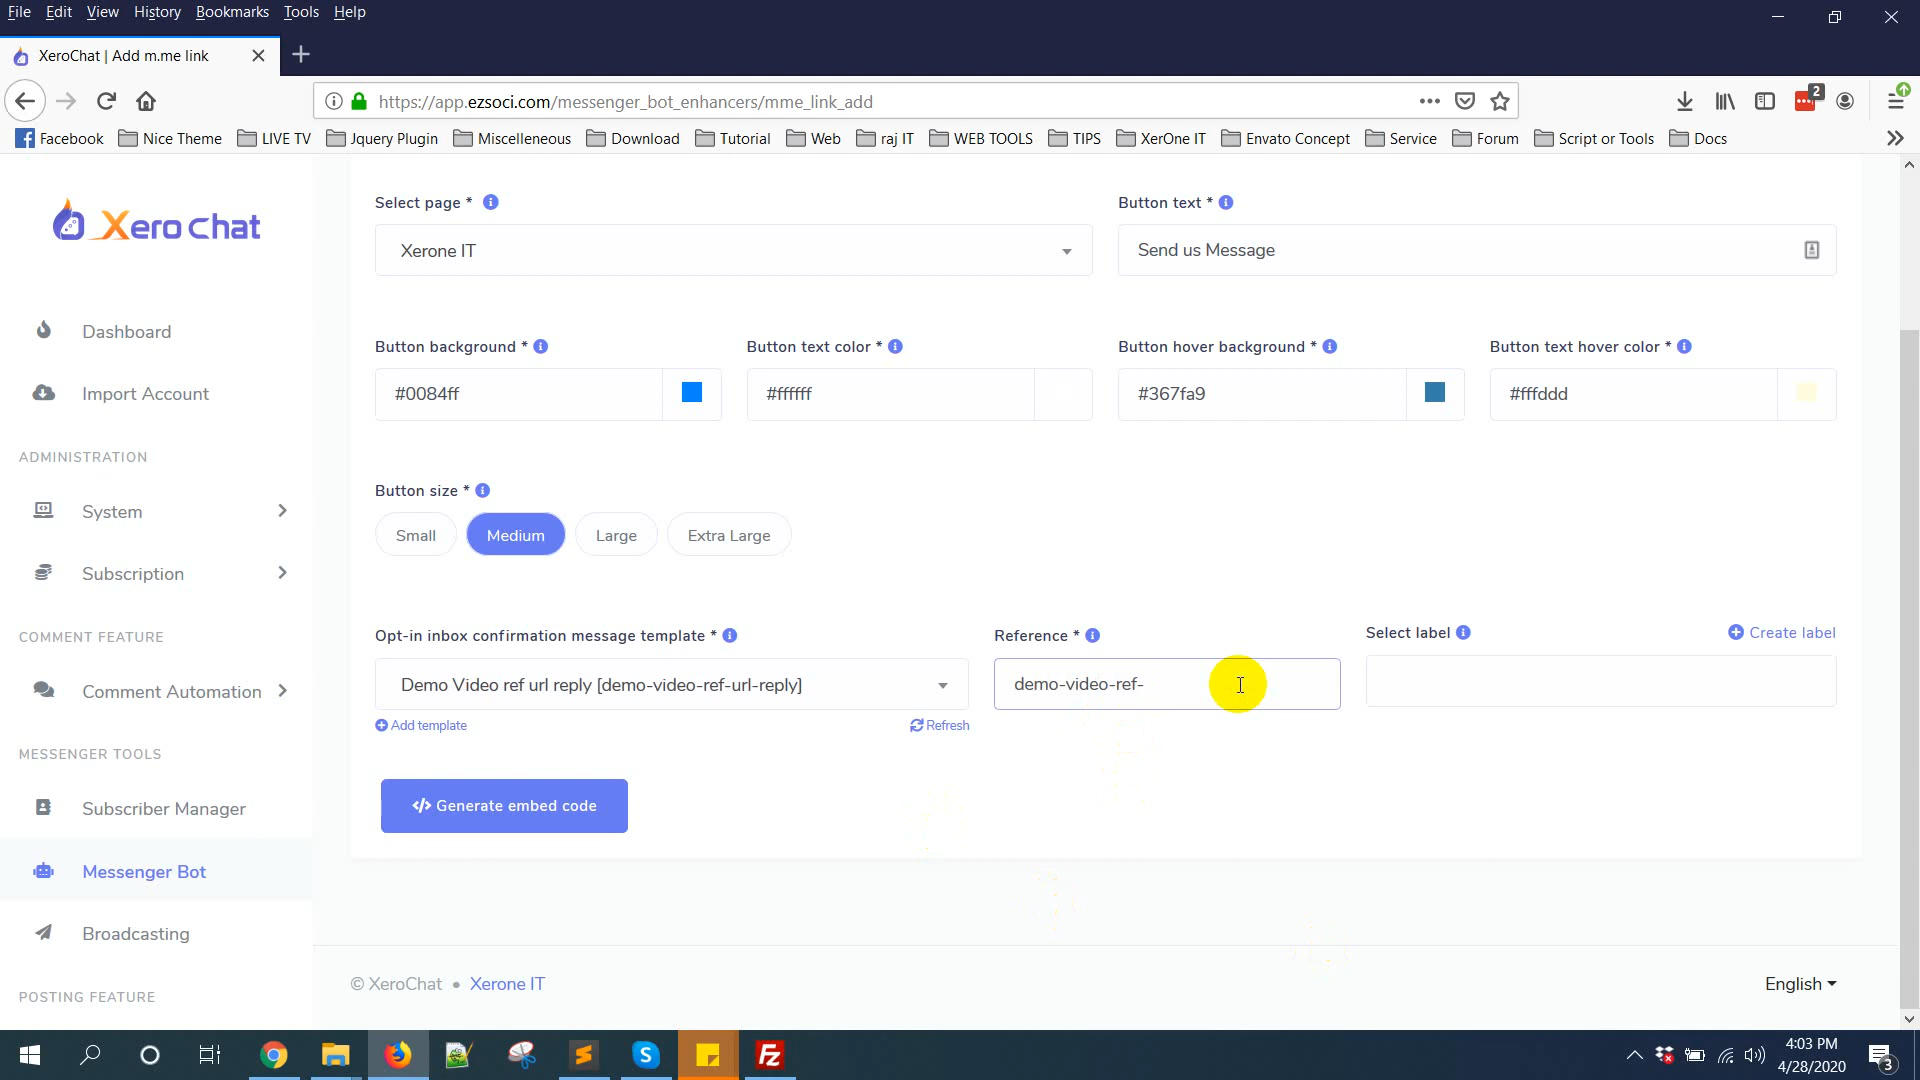 File Edit View History Bookmarks Tools Help
XeroChat | Add m.me link
https://app.ezsoci.com/messenger_bot_enhancers/mme_link_add
2
Facebook Nice Theme LIVE TV Jquery Plugin Miscelleneous Download Tutorial Web raj IT WEB TOOLS TIPS XerOne IT Envato Concept Service Forum Script or Tools Docs
Xero Chat
Dashboard
Import Account
ADMINISTRATION
System
Subscription
COMMENT FEATURE
Comment Automation
MESSENGER TOOLS
Subscriber Manager
Messenger Bot
Broadcasting
POSTING FEATURE
Select page * Button text *
Xerone IT Send us Message
Button background * Button text color * Button hover background * Button text hover color *
#0084ff #ffffff #367fa9 #fffddd
Button size *
Small Medium Large Extra Large
Opt-in inbox confirmation message template * Reference * Select label Create label
Demo Video ref url reply [demo-video-ref-url-reply] demo-video-ref-
Add template Refresh
</> Generate embed code
© XeroChat • Xerone IT English
4:03 PM
4/28/2020
3